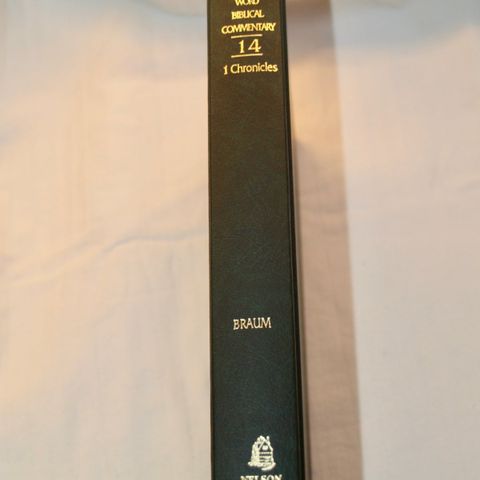 WORD
BIBLICAL
COMMENTARY
14
1 Chronicles
BRAUM
NELSON